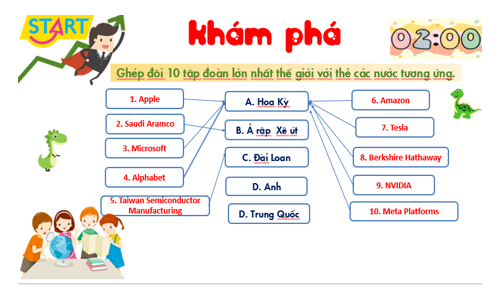 START
khám phá
02:00
Ghép đôi 10 tập đoàn lớn nhất thế giới với thẻ các nước tương ứng.
1. Apple
2. Saudi Aramco
3. Microsoft
4. Alphabet
5. Taiwan Semiconductor
Manufacturing
A. Hoa Kỳ
B. Ả rập Xê út
C. Đài Loan
D. Anh
D. Trung Quốc
6. Amazon
7. Tesla
8. Berkshire Hathaway
9. NVIDIA
10. Meta Platforms